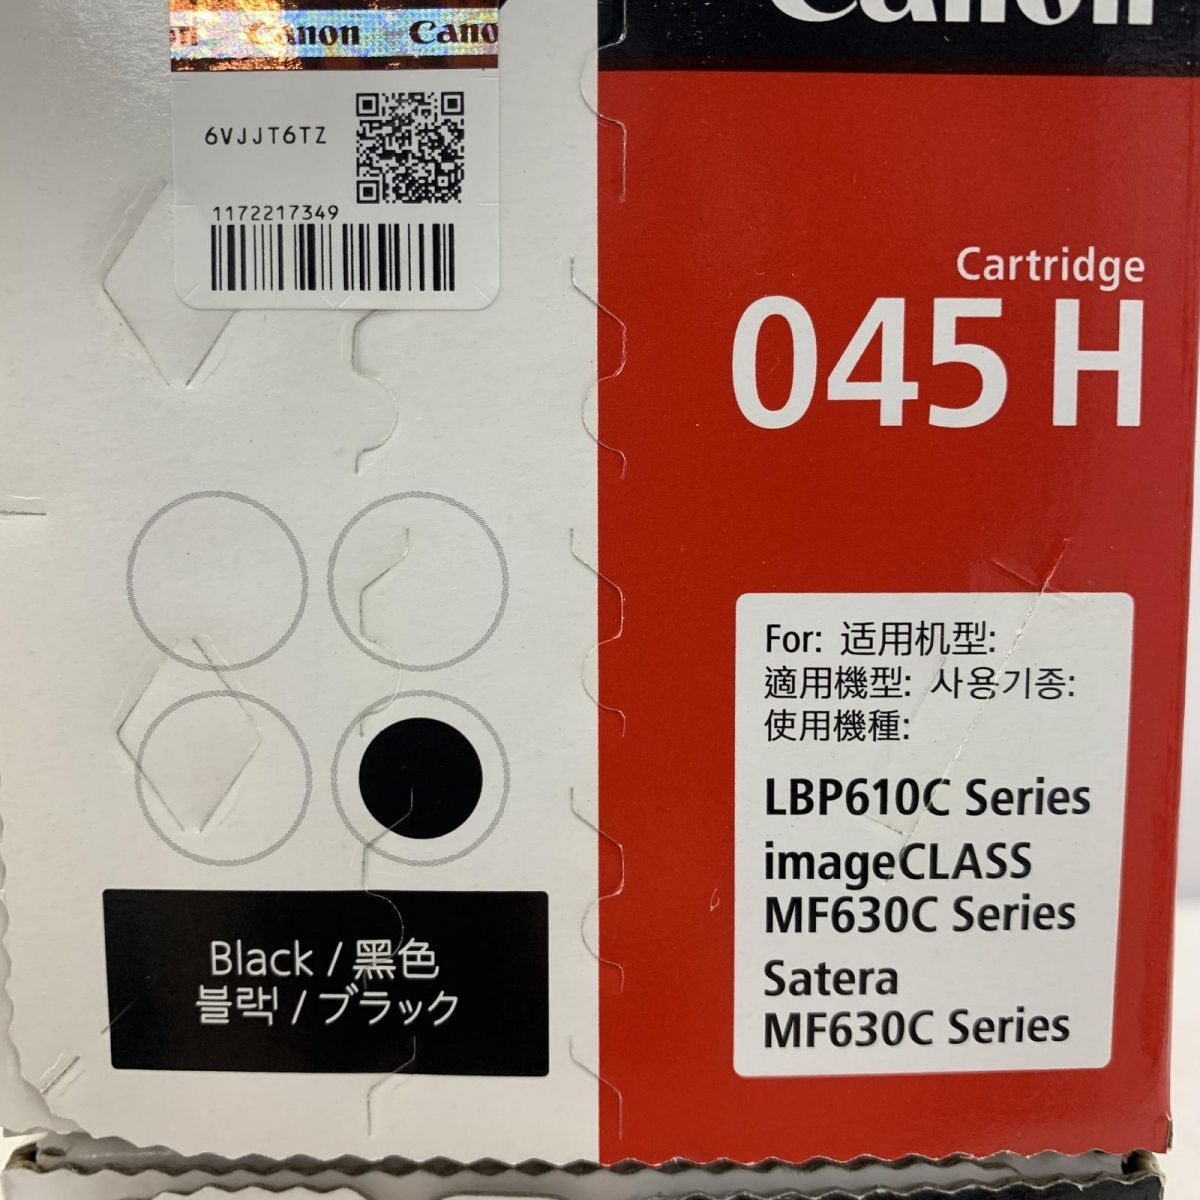 Canon Cano
6VJJT6TZ
1172217349
Canon
Cartridge
045 H
For: 适用机型:
適用機型: 사용기종:
使用機種:
LBP610C Series
imageCLASS
MF630C Series
Satera
MF630C Series
Black / 黑色
블랙 / ブラック